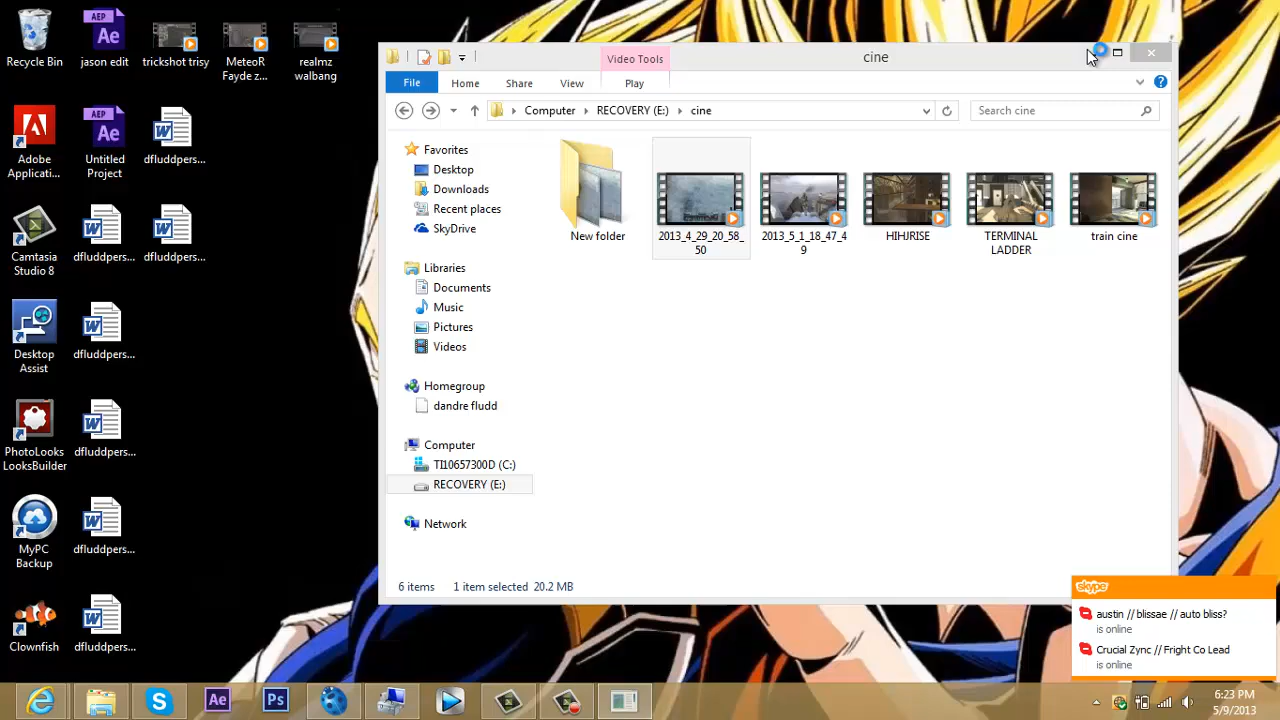 Recycle Bin
jason edit
trickshot trisy
MeteoR
Fayde z...
realmz
walbang
Adobe
Applicati...
Untitled
Project
dfluddpers...
Camtasia
Studio 8
dfluddpers...
dfluddpers...
Desktop
Assist
dfluddpers...
PhotoLooks
LooksBuilder
dfluddpers...
MyPC
Backup
dfluddpers...
Clownfish
dfluddpers...
Video Tools
cine
File
Home
Share
View
Play
Computer
RECOVERY (E:)
cine
Search cine
Favorites
Desktop
Downloads
Recent places
SkyDrive
Libraries
Documents
Music
Pictures
Videos
Homegroup
dandre fludd
Computer
TI10657300D (C:)
RECOVERY (E:)
Network
New folder
2013_4_29_20_58_
50
2013_5_1_18_47_4
9
HIHJRISE
TERMINAL
LADDER
train cine
6 items
1 item selected 20.2 MB
skype
austin // blissae // auto bliss?
is online
Crucial Zync // Fright Co Lead
is online
6:23 PM
5/9/2013